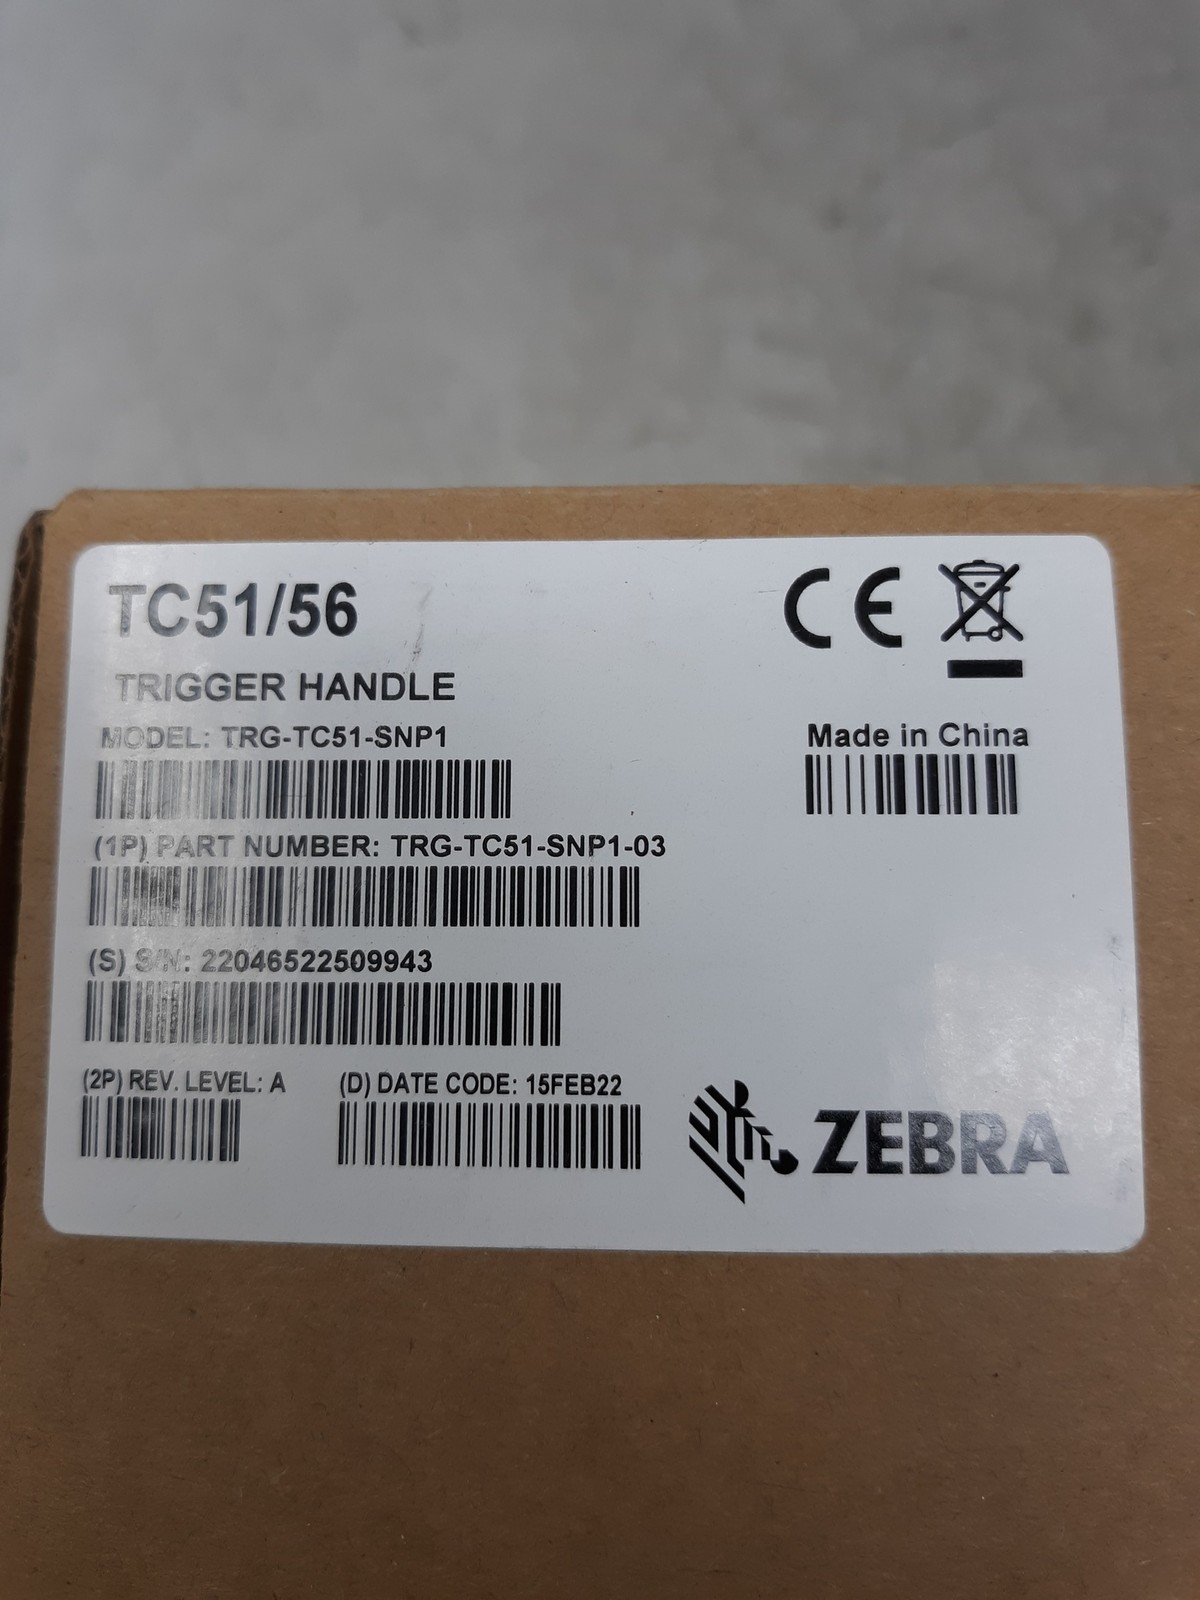 TC51/56
TRIGGER HANDLE
MODEL: TRG-TC51-SNP1
Made in China
(1P) PART NUMBER: TRG-TC51-SNP1-03
(S) S/N: 22046522509943
(2P) REV. LEVEL: A
(D) DATE CODE: 15FEB22
ZEBRA
CE